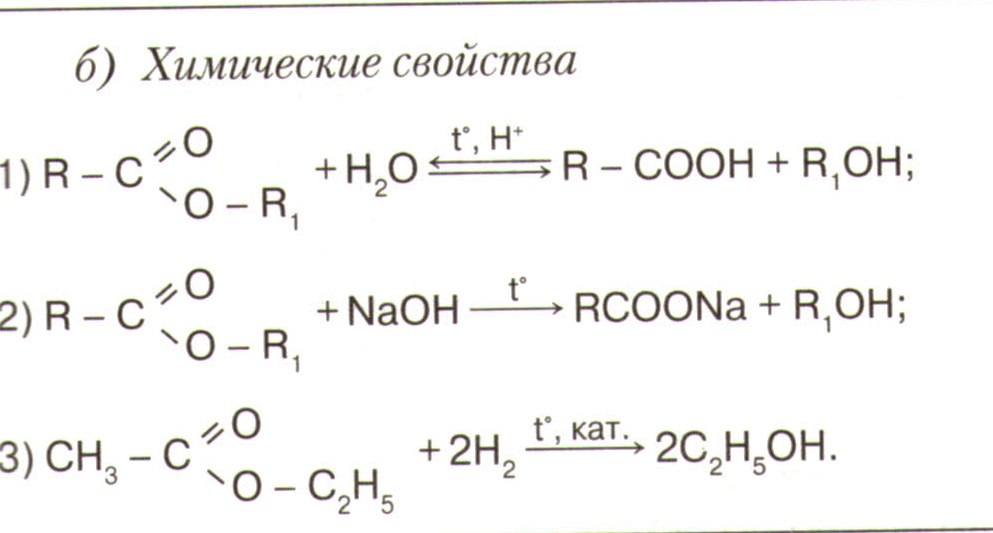 б) Химические свойства
1) R – C =O \O – R₁ + H₂O ⇄ t°, H⁺ R – COOH + R₁OH;
2) R – C =O \O – R₁ + NaOH t° → RCOONa + R₁OH;
3) CH₃ – C =O \O – C₂H₅ + 2H₂ t°, кат. → 2C₂H₅OH.